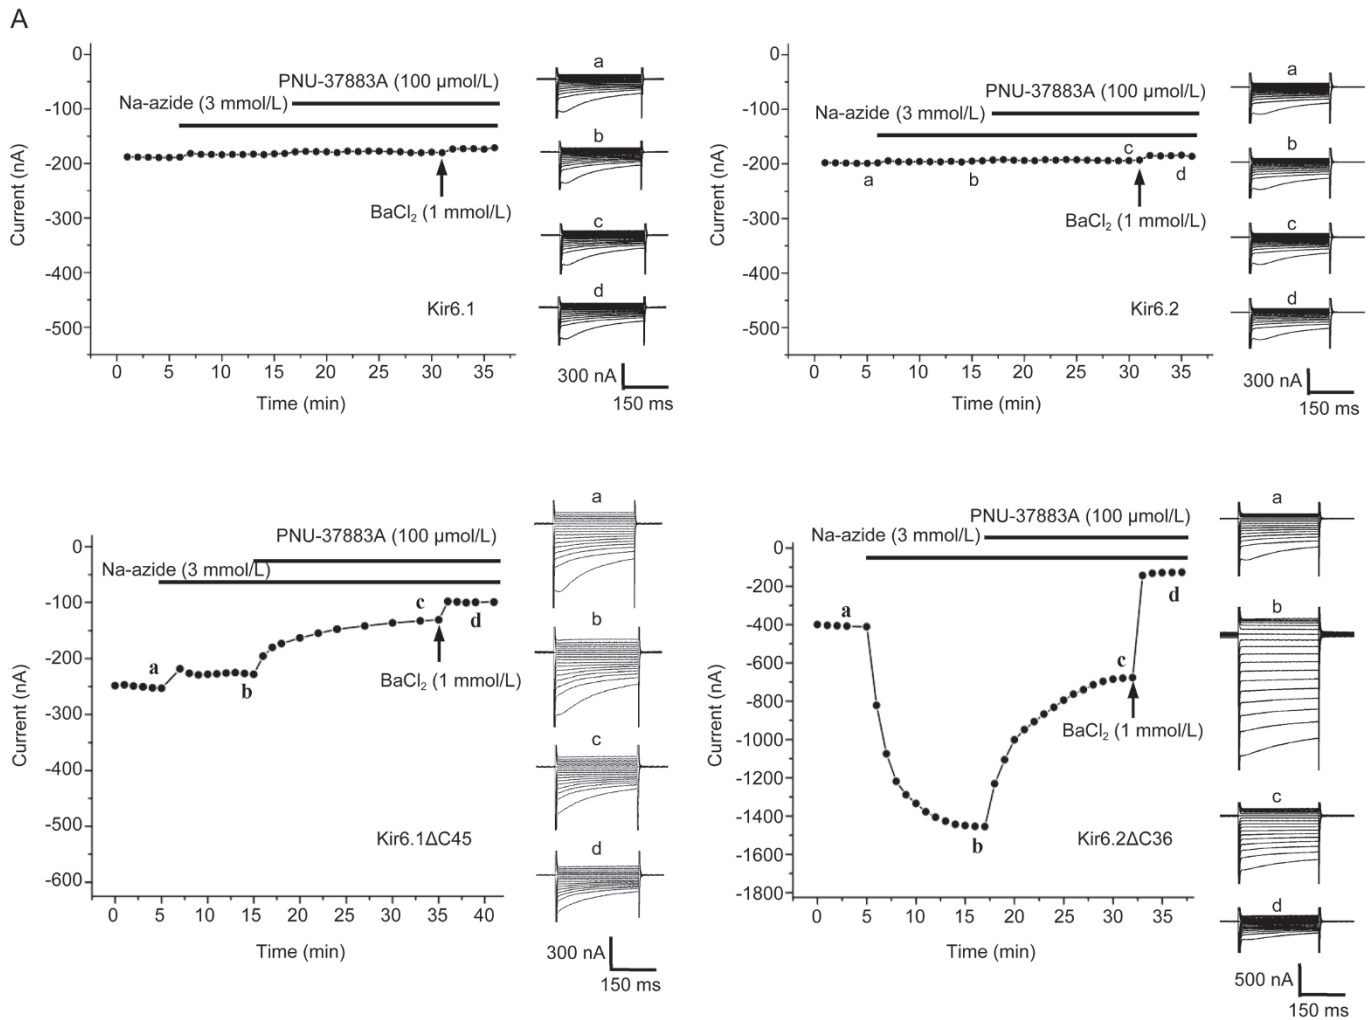 A
0
-100
-200
-300
-400
-500
Current (nA)
PNU-37883A (100 µmol/L)
Na-azide (3 mmol/L)
BaCl₂ (1 mmol/L)
Kir6.1
0 5 10 15 20 25 30 35
Time (min)
a
b
c
d
300 nA
150 ms
0
-100
-200
-300
-400
-500
Current (nA)
PNU-37883A (100 µmol/L)
Na-azide (3 mmol/L)
a
b
c
d
BaCl₂ (1 mmol/L)
Kir6.2
0 5 10 15 20 25 30 35
Time (min)
a
b
c
d
300 nA
150 ms
0
-100
-200
-300
-400
-500
-600
Current (nA)
PNU-37883A (100 µmol/L)
Na-azide (3 mmol/L)
a
b
c
d
BaCl₂ (1 mmol/L)
Kir6.1ΔC45
0 5 10 15 20 25 30 35 40
Time (min)
a
b
c
d
300 nA
150 ms
0
-200
-400
-600
-800
-1000
-1200
-1400
-1600
-1800
Current (nA)
PNU-37883A (100 µmol/L)
Na-azide (3 mmol/L)
a
b
c
d
BaCl₂ (1 mmol/L)
Kir6.2ΔC36
0 5 10 15 20 25 30 35
Time (min)
a
b
c
d
500 nA
150 ms